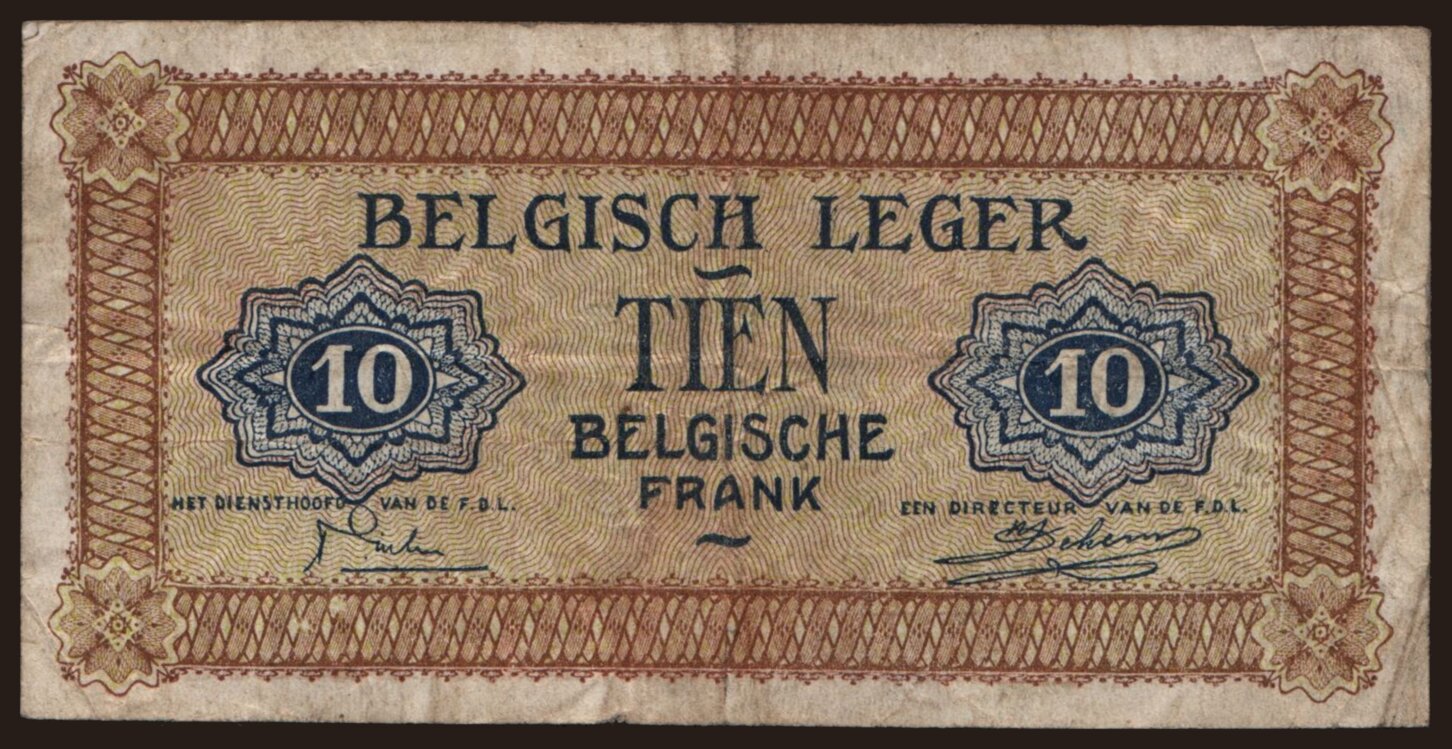 BELGISCH LEGER
TIEN
10
10
BELGISCHE
FRANK
HET DIENSTHOOFD VAN DE F.D.L.
EEN DIRECTEUR VAN DE F.D.L.